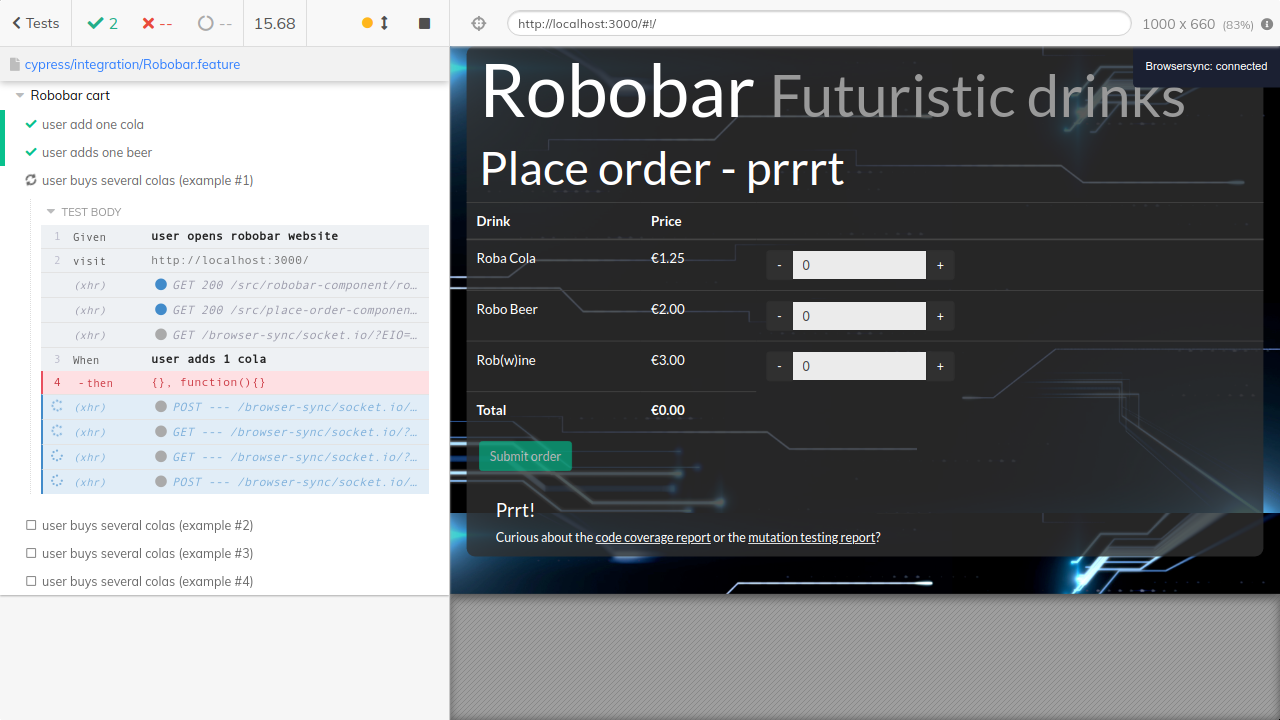 Tests 2 -- -- 15.68
http://localhost:3000/#!/ 1000 x 660 (83%)
cypress/integration/Robobar.feature
Robobar cart
user add one cola
user adds one beer
user buys several colas (example #1)
TEST BODY
1 Given user opens robobar website
2 visit http://localhost:3000/
(xhr) GET 200 /src/robobar-component/ro…
(xhr) GET 200 /src/place-order-componen…
(xhr) GET /browser-sync/socket.io/?EIO=…
3 When user adds 1 cola
4 -then {}, function(){}
(xhr) POST --- /browser-sync/socket.io/…
(xhr) GET --- /browser-sync/socket.io/?…
(xhr) GET --- /browser-sync/socket.io/?…
(xhr) POST --- /browser-sync/socket.io/…
user buys several colas (example #2)
user buys several colas (example #3)
user buys several colas (example #4)
Browsersync: connected
Robobar Futuristic drinks
Place order - prrrt
Drink Price
Roba Cola €1.25 - 0 +
Robo Beer €2.00 - 0 +
Rob(w)ine €3.00 - 0 +
Total €0.00
Submit order
Prrt!
Curious about the code coverage report or the mutation testing report?